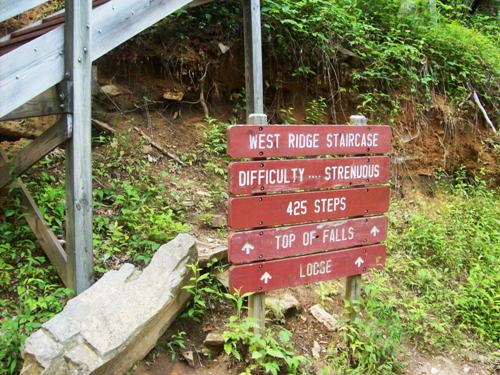 WEST RIDGE STAIRCASE
DIFFICULTY .... STRENUOUS
425 STEPS
↑ TOP OF FALLS ↑
↑ LODGE ↑